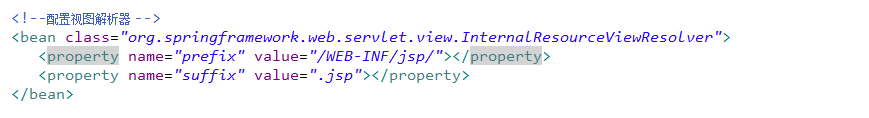 <!--配置视图解析器 -->
<bean class="org.springframework.web.servlet.view.InternalResourceViewResolver">
<property name="prefix" value="/WEB-INF/jsp/"></property>
<property name="suffix" value=".jsp"></property>
</bean>